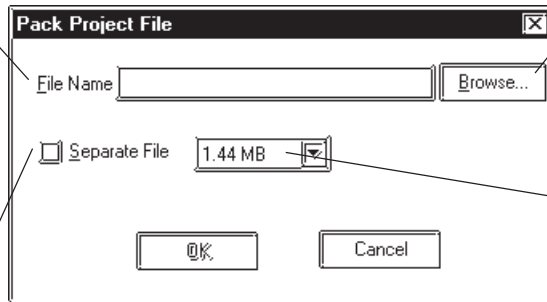 Pack Project File
File Name
Browse...
Separate File
1.44 MB
OK
Cancel